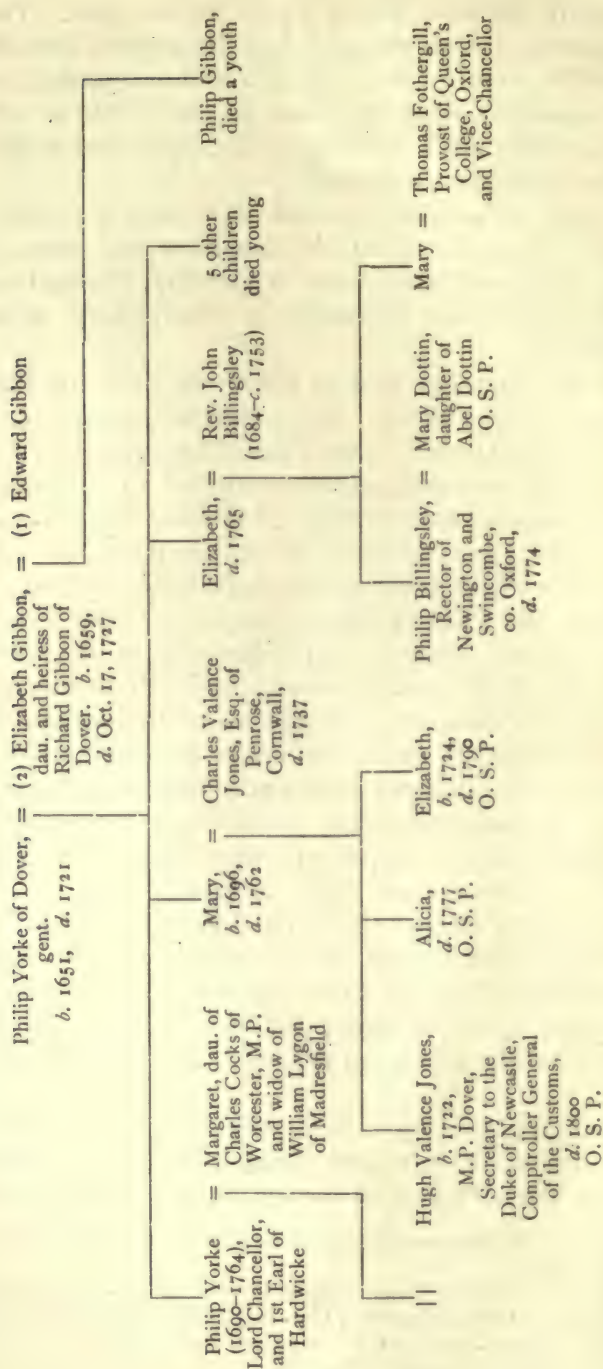 Philip Yorke of Dover,
gent.
b. 1651, d. 1721
=
(2) Elizabeth Gibbon,
dau. and heiress of
Richard Gibbon of
Dover. b. 1659,
d. Oct. 17, 1727
=
(1) Edward Gibbon
Philip Yorke
(1690–1764),
Lord Chancellor,
and 1st Earl of
Hardwicke
=
Margaret, dau. of
Charles Cocks of
Worcester, M.P.
and widow of
William Lygon
of Madresfield
Mary,
b. 1696,
d. 1762
=
Charles Valence
Jones, Esq. of
Penrose,
Cornwall,
d. 1737
Elizabeth,
d. 1765
=
Rev. John
Billingsley
(1684–c. 1753)
5 other
children
died young
Philip Gibbon,
died a youth
Hugh Valence Jones,
b. 1722,
M.P. Dover,
Secretary to the
Duke of Newcastle,
Comptroller General
of the Customs,
d. 1800
O. S. P.
Alicia,
d. 1777
O. S. P.
Elizabeth,
b. 1724,
d. 1790
O. S. P.
Philip Billingsley,
Rector of
Newington and
Swincombe,
co. Oxford,
d. 1774
=
Mary Dottin,
daughter of
Abel Dottin
O. S. P.
Mary
=
Thomas Fothergill,
Provost of Queen's
College, Oxford,
and Vice-Chancellor